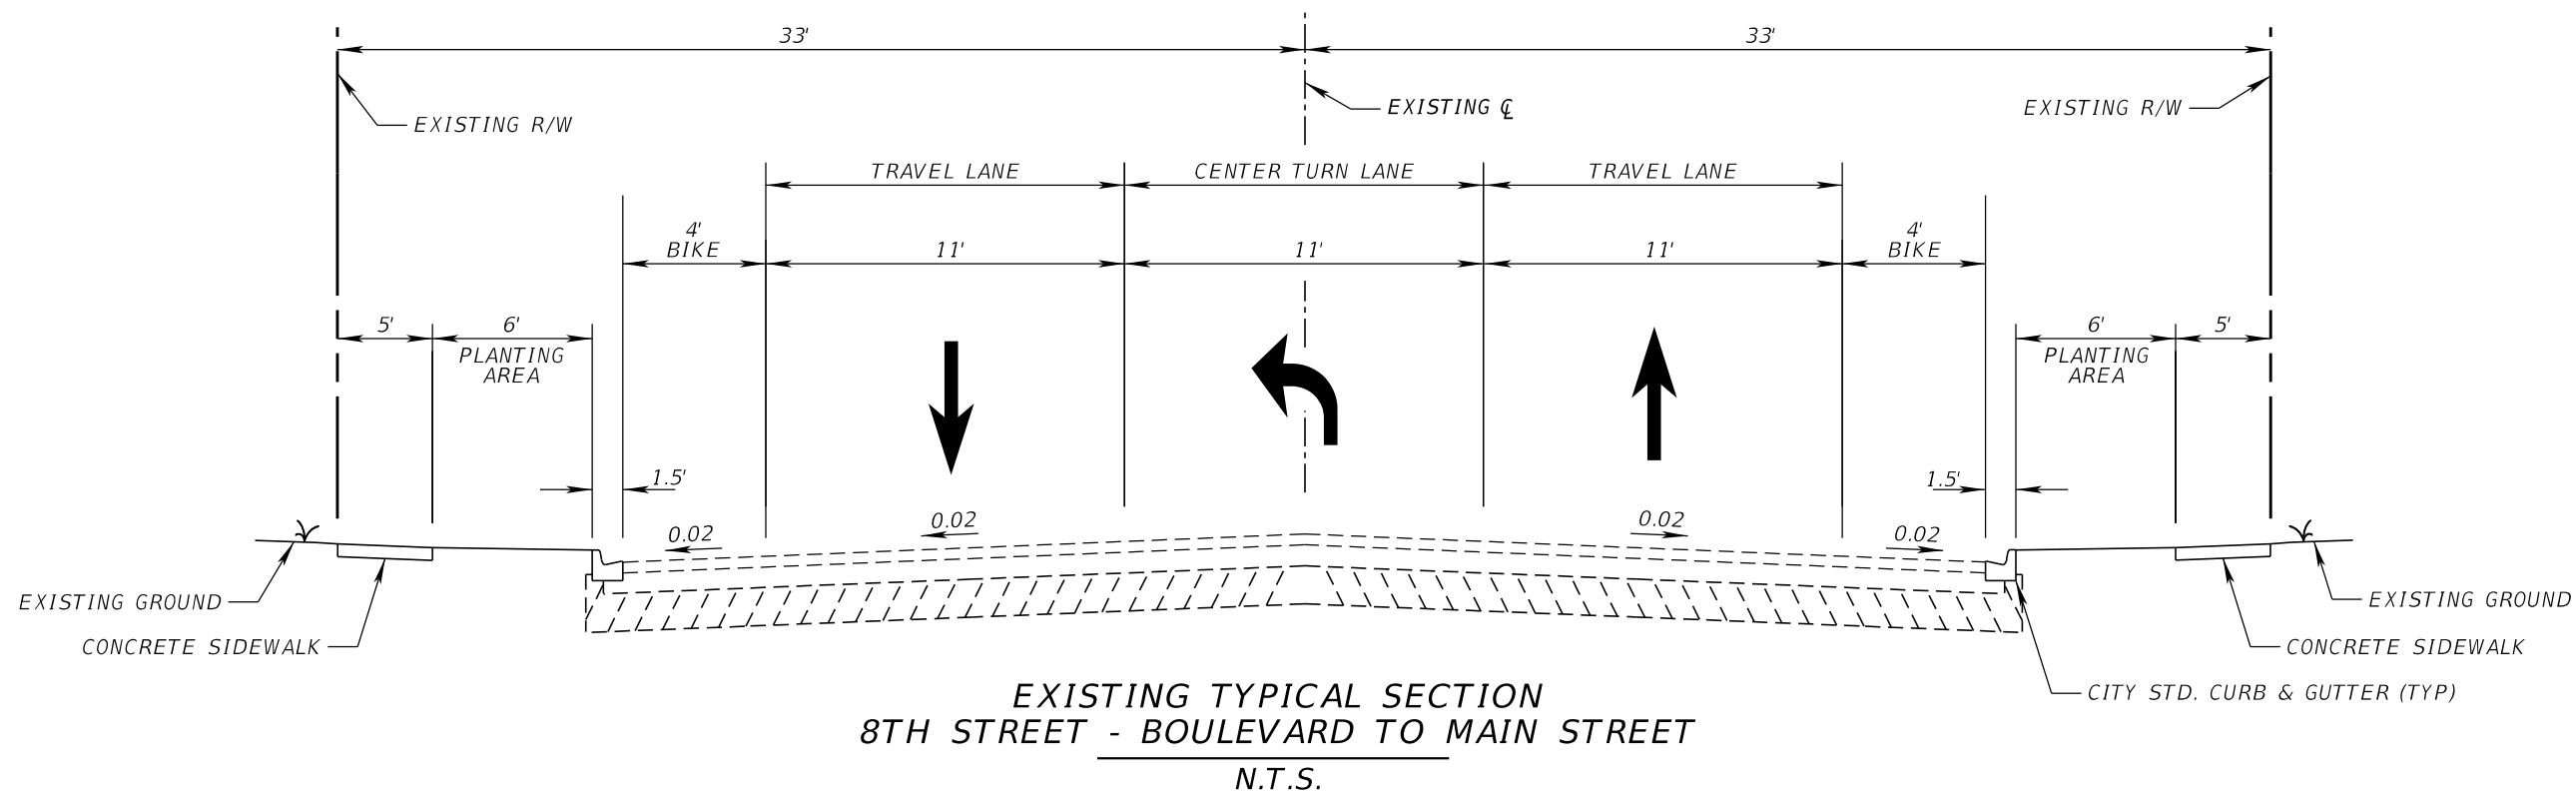 33'
33'
EXISTING R/W
EXISTING ℄
EXISTING R/W
TRAVEL LANE
CENTER TURN LANE
TRAVEL LANE
4'
BIKE
11'
11'
11'
4'
BIKE
5'
6'
PLANTING
AREA
6'
5'
PLANTING
AREA
1.5'
1.5'
0.02
0.02
0.02
0.02
EXISTING GROUND
CONCRETE SIDEWALK
EXISTING GROUND
CONCRETE SIDEWALK
CITY STD. CURB & GUTTER (TYP)
EXISTING TYPICAL SECTION
8TH STREET - BOULEVARD TO MAIN STREET
N.T.S.